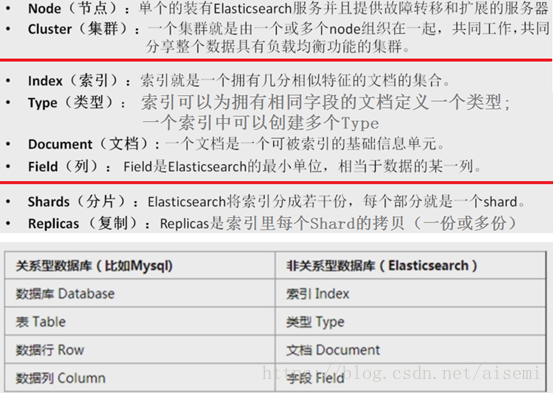 • Node（节点）：单个的装有Elasticsearch服务并且提供故障转移和扩展的服务器
• Cluster（集群）：一个集群就是由一个或多个node组织在一起，共同工作，共同
分享整个数据具有负载均衡功能的集群。
• Index（索引）：索引就是一个拥有几分相似特征的文档的集合。
• Type（类型）：索引可以为拥有相同字段的文档定义一个类型；
一个索引中可以创建多个Type
• Document（文档）：一个文档是一个可被索引的基础信息单元。
• Field（列）：Field是Elasticsearch的最小单位，相当于数据的某一列。
• Shards（分片）：Elasticsearch将索引分成若干份，每个部分就是一个shard。
• Replicas（复制）：Replicas是索引里每个Shard的拷贝（一份或多份）
关系型数据库（比如Mysql） 非关系型数据库（Elasticsearch）
数据库 Database 索引 Index
表 Table 类型 Type
数据行 Row 文档 Document
数据列 Column 字段 Field
https://blog.csdn.net/aisemi